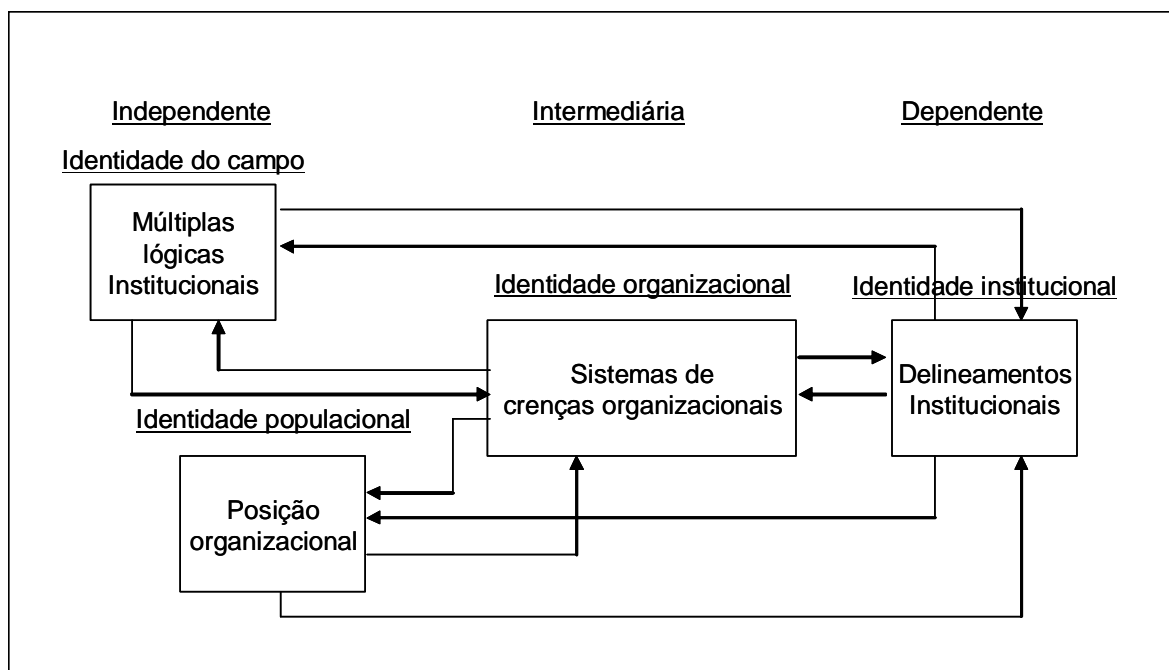 Independente
Intermediária
Dependente
Identidade do campo
Múltiplas
lógicas
Institucionais
Identidade organizacional
Identidade institucional
Sistemas de
crenças organizacionais
Delineamentos
Institucionais
Identidade populacional
Posição
organizacional